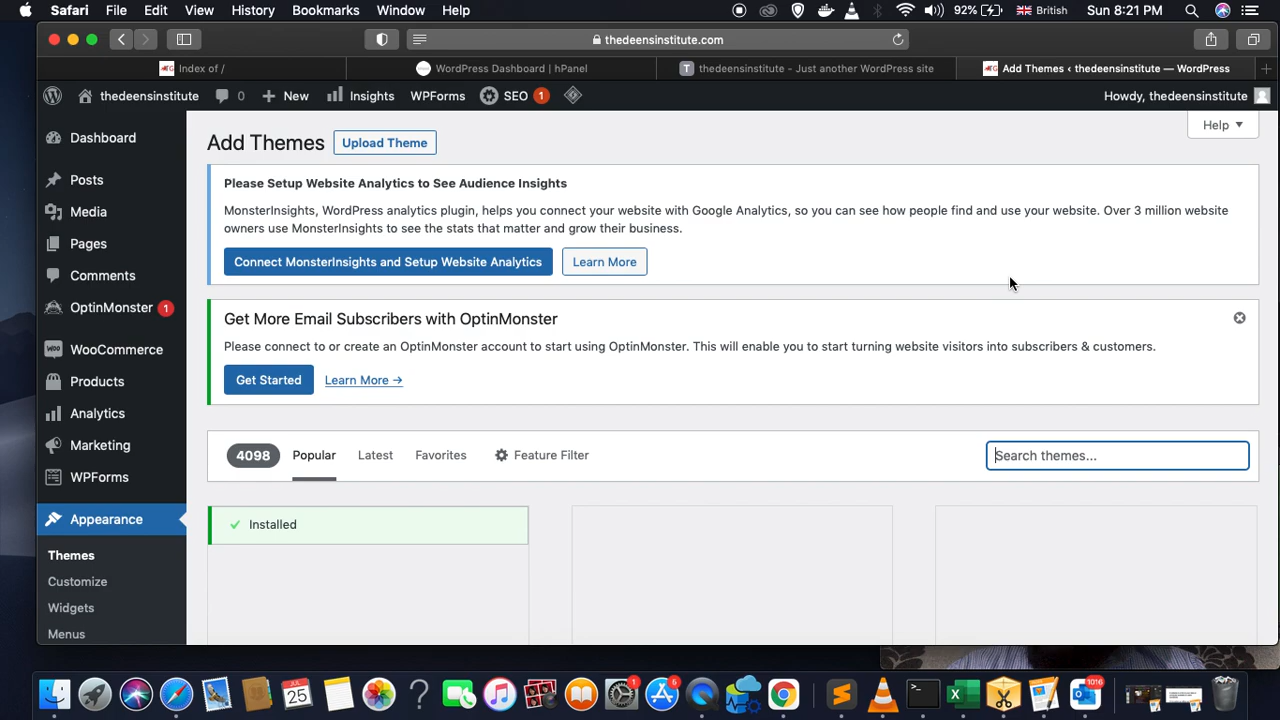 Safari File Edit View History Bookmarks Window Help 92% British Sun 8:21 PM
thedeensinstitute.com
Index of /
WordPress Dashboard | hPanel
thedeensinstitute - Just another WordPress site
Add Themes ‹ thedeensinstitute — WordPress
thedeensinstitute 0 New Insights WPForms SEO 1 Howdy, thedeensinstitute
Help
Dashboard
Posts
Media
Pages
Comments
OptinMonster 1
WooCommerce
Products
Analytics
Marketing
WPForms
Appearance
Themes
Customize
Widgets
Menus
Add Themes Upload Theme
Please Setup Website Analytics to See Audience Insights
MonsterInsights, WordPress analytics plugin, helps you connect your website with Google Analytics, so you can see how people find and use your website. Over 3 million website
owners use MonsterInsights to see the stats that matter and grow their business.
Connect MonsterInsights and Setup Website Analytics Learn More
Get More Email Subscribers with OptinMonster
Please connect to or create an OptinMonster account to start using OptinMonster. This will enable you to start turning website visitors into subscribers & customers.
Get Started Learn More →
4098 Popular Latest Favorites Feature Filter Search themes...
Installed
25
1
5
1016